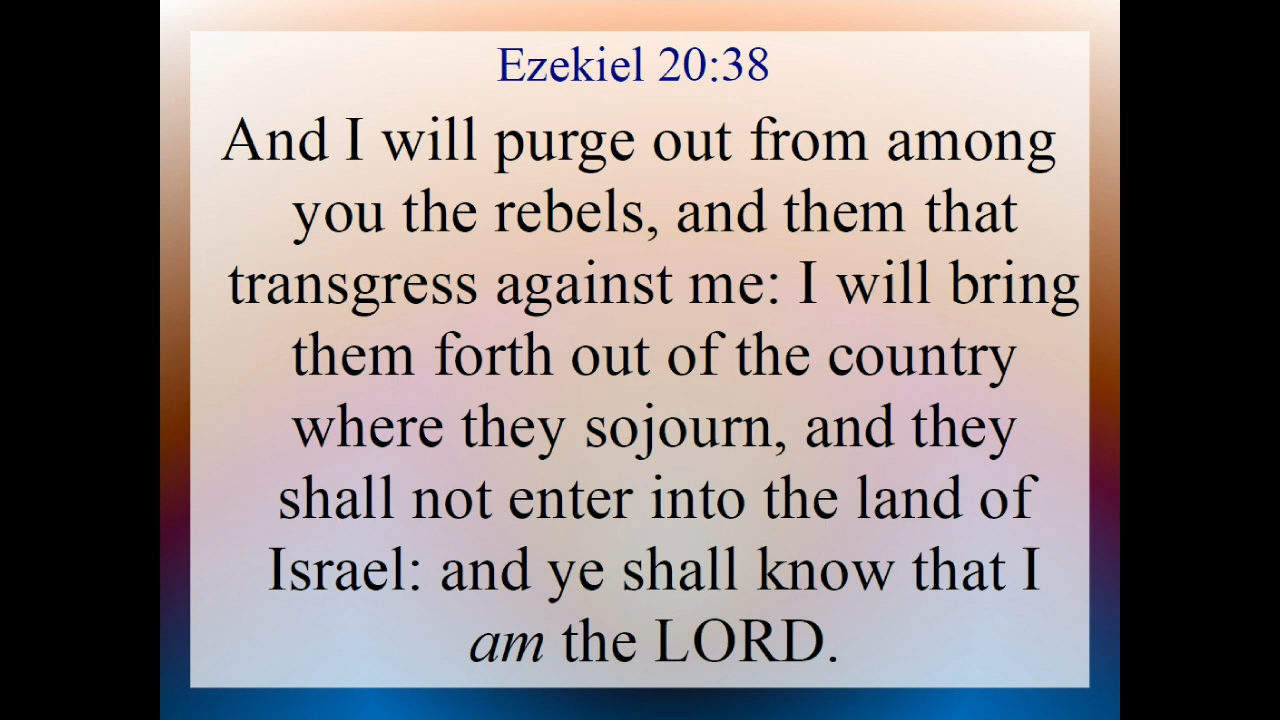 Ezekiel 20:38
And I will purge out from among
you the rebels, and them that
transgress against me: I will bring
them forth out of the country
where they sojourn, and they
shall not enter into the land of
Israel: and ye shall know that I
am the LORD.